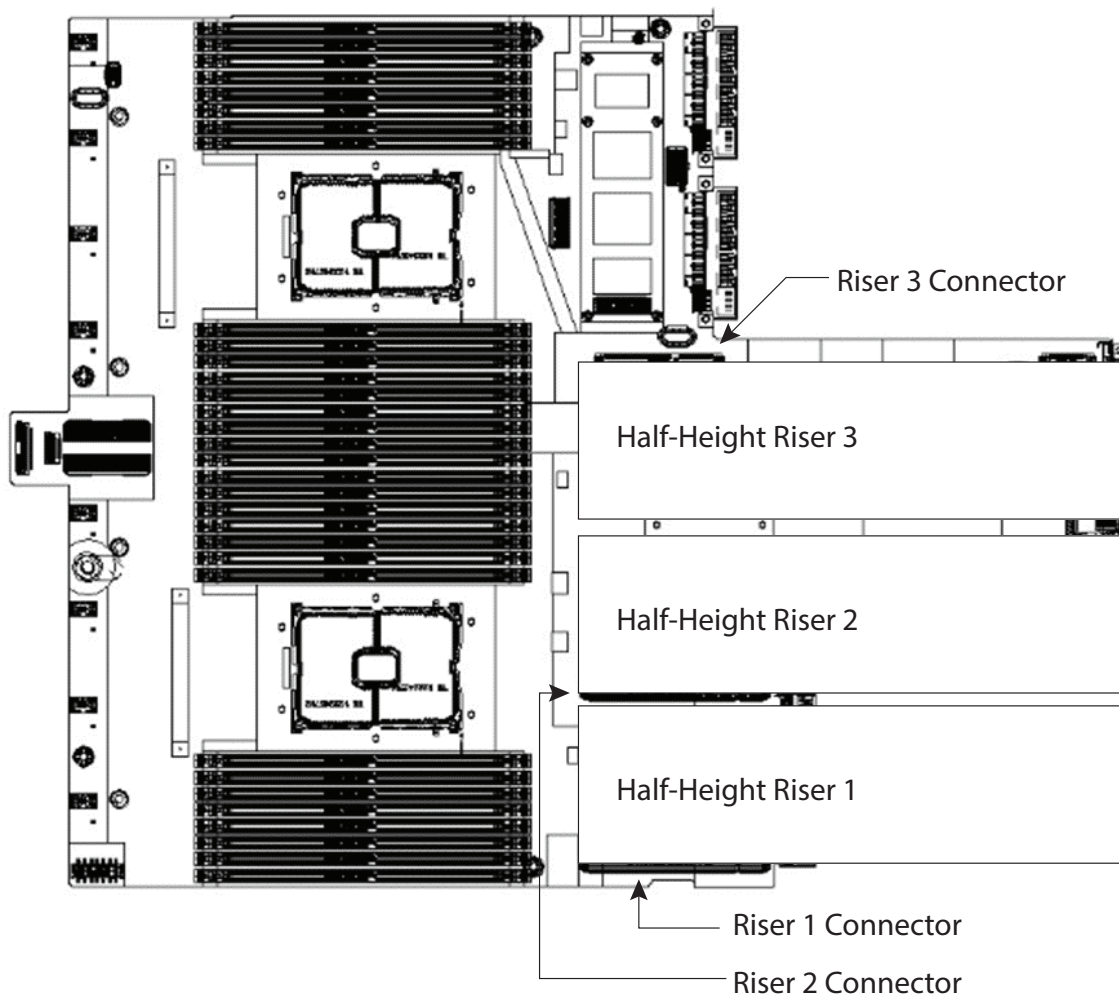 Riser 3 Connector
Half-Height Riser 3
Half-Height Riser 2
Half-Height Riser 1
Riser 1 Connector
Riser 2 Connector